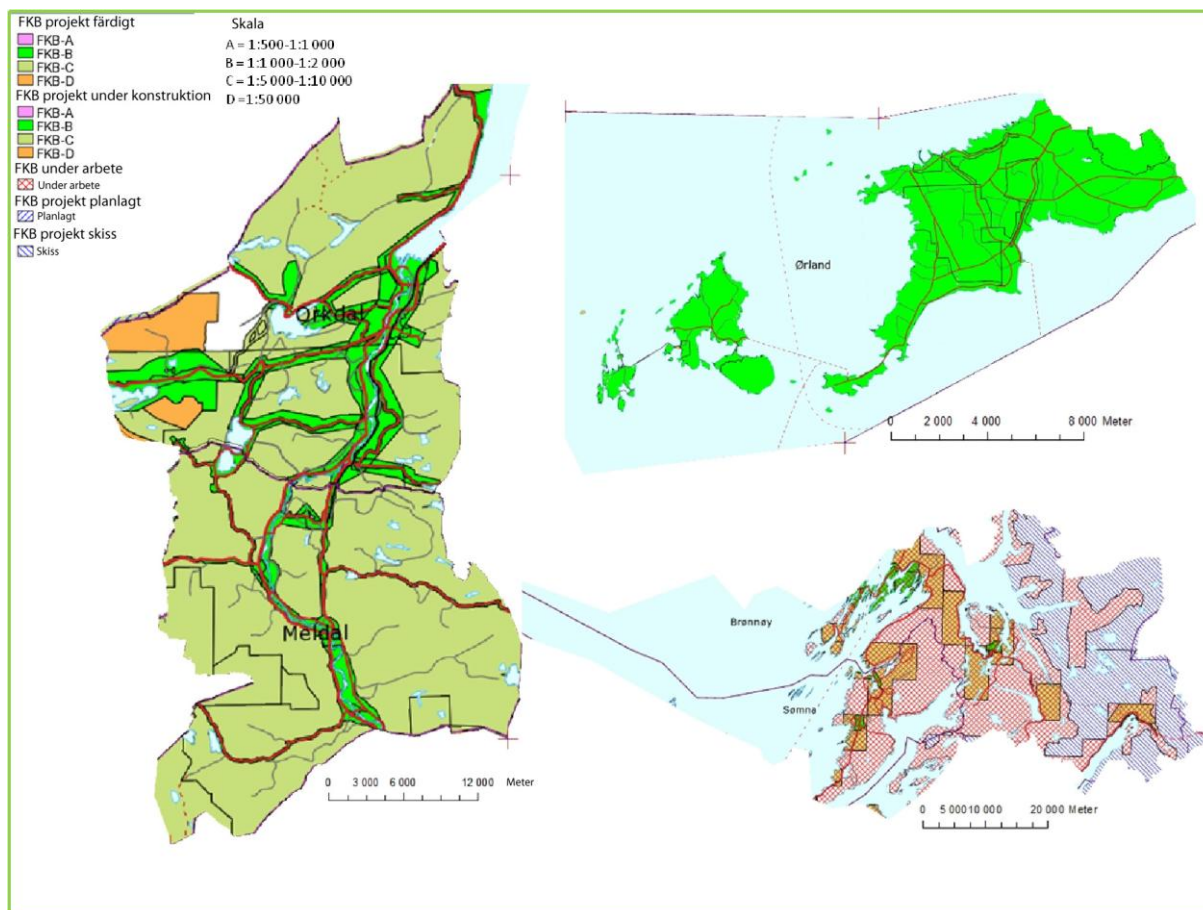 FKB projekt färdigt
FKB-A
FKB-B
FKB-C
FKB-D
FKB projekt under konstruktion
FKB-A
FKB-B
FKB-C
FKB-D
FKB under arbete
Under arbete
FKB projekt planlagt
Planlagt
FKB projekt skiss
Skiss
Skala
A = 1:500-1:1 000
B = 1:1 000-1:2 000
C = 1:5 000-1:10 000
D =1:50 000
Orkdal
Meldal
0 3 000 6 000 12 000 Meter
Ørland
0 2 000 4 000 8 000 Meter
Brønnøy
Sømna
0 5 000 10 000 20 000 Meter